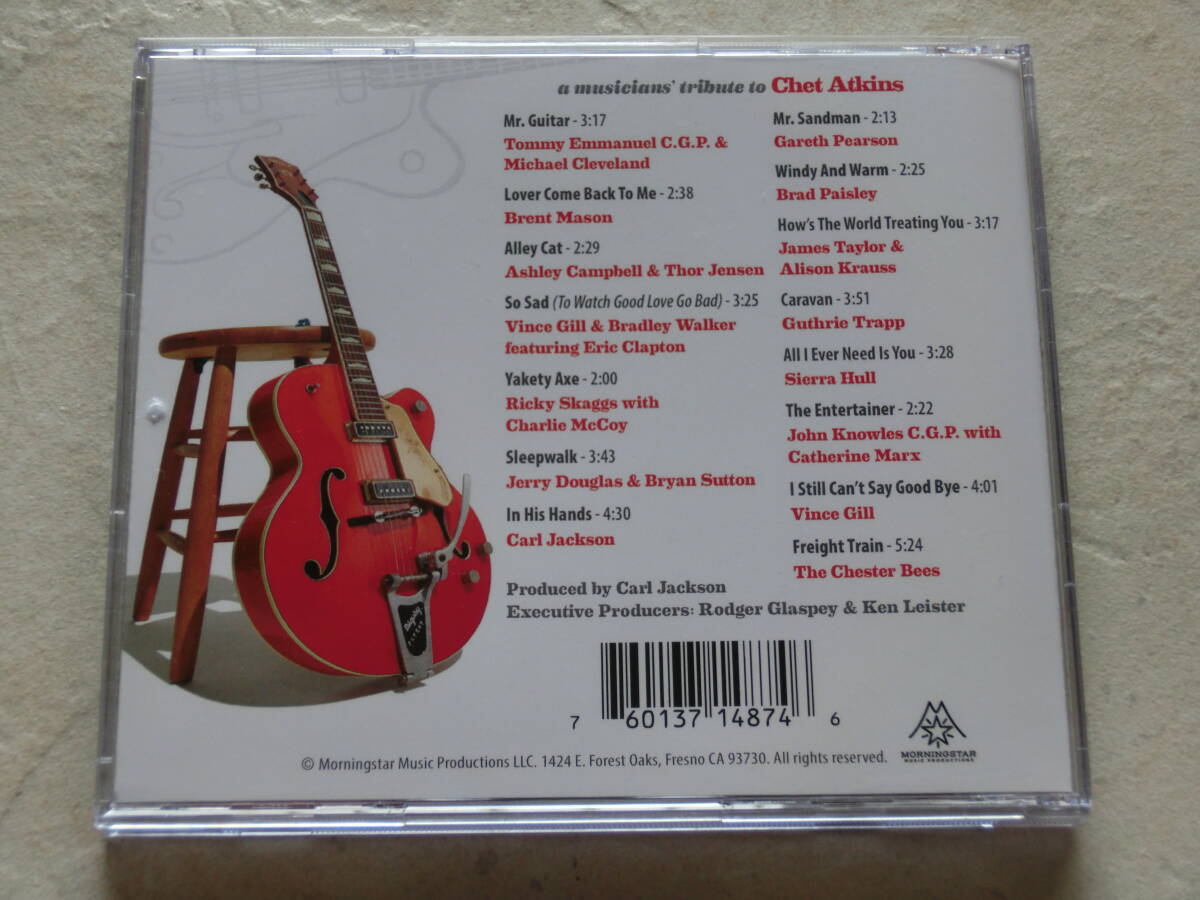 a musicians' tribute to Chet Atkins
Mr. Guitar - 3:17
Tommy Emmanuel C.G.P. &
Michael Cleveland
Lover Come Back To Me - 2:38
Brent Mason
Alley Cat - 2:29
Ashley Campbell & Thor Jensen
So Sad (To Watch Good Love Go Bad) - 3:25
Vince Gill & Bradley Walker
featuring Eric Clapton
Yakety Axe - 2:00
Ricky Skaggs with
Charlie McCoy
Sleepwalk - 3:43
Jerry Douglas & Bryan Sutton
In His Hands - 4:30
Carl Jackson
Mr. Sandman - 2:13
Gareth Pearson
Windy And Warm - 2:25
Brad Paisley
How's The World Treating You - 3:17
James Taylor &
Alison Krauss
Caravan - 3:51
Guthrie Trapp
All I Ever Need Is You - 3:28
Sierra Hull
The Entertainer - 2:22
John Knowles C.G.P. with
Catherine Marx
I Still Can't Say Good Bye - 4:01
Vince Gill
Freight Train - 5:24
The Chester Bees
Produced by Carl Jackson
Executive Producers: Rodger Glaspey & Ken Leister
Bigsby
7 60137 14874 6
MORNINGSTAR
MUSIC PRODUCTIONS
© Morningstar Music Productions LLC. 1424 E. Forest Oaks, Fresno CA 93730. All rights reserved.